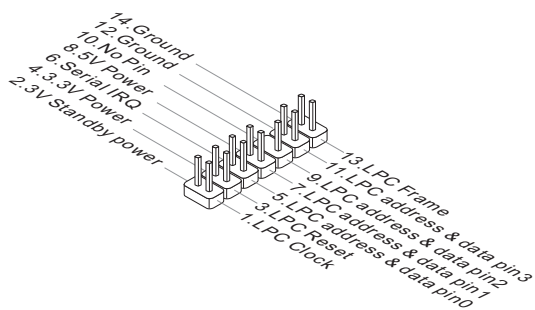 14.Ground
12.Ground
10.No Pin
8.5V Power
6.Serial IRQ
4.3.3V Power
2.3V Standby power
13.LPC Frame
11.LPC address & data pin3
9.LPC address & data pin2
7.LPC address & data pin1
5.LPC address & data pin0
3.LPC Reset
1.LPC Clock